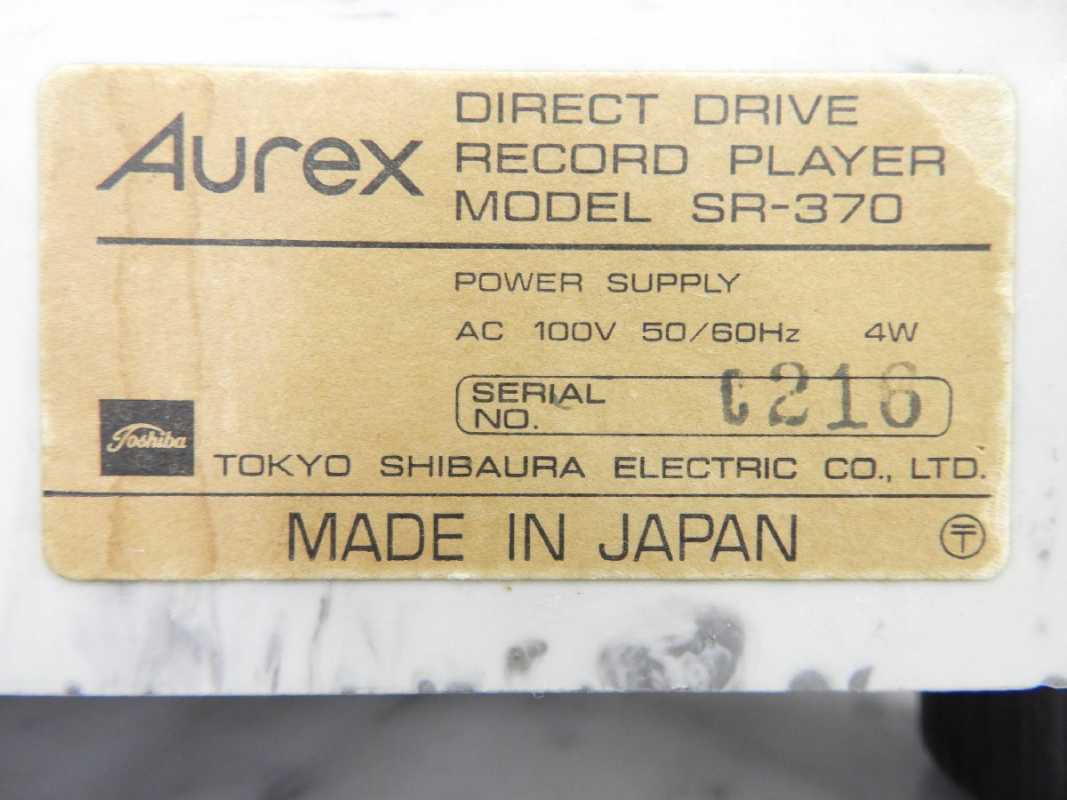 Aurex
DIRECT DRIVE
RECORD PLAYER
MODEL SR-370
POWER SUPPLY
AC 100V 50/60Hz 4W
SERIAL NO. t216
Toshiba
TOKYO SHIBAURA ELECTRIC CO., LTD.
MADE IN JAPAN 〒